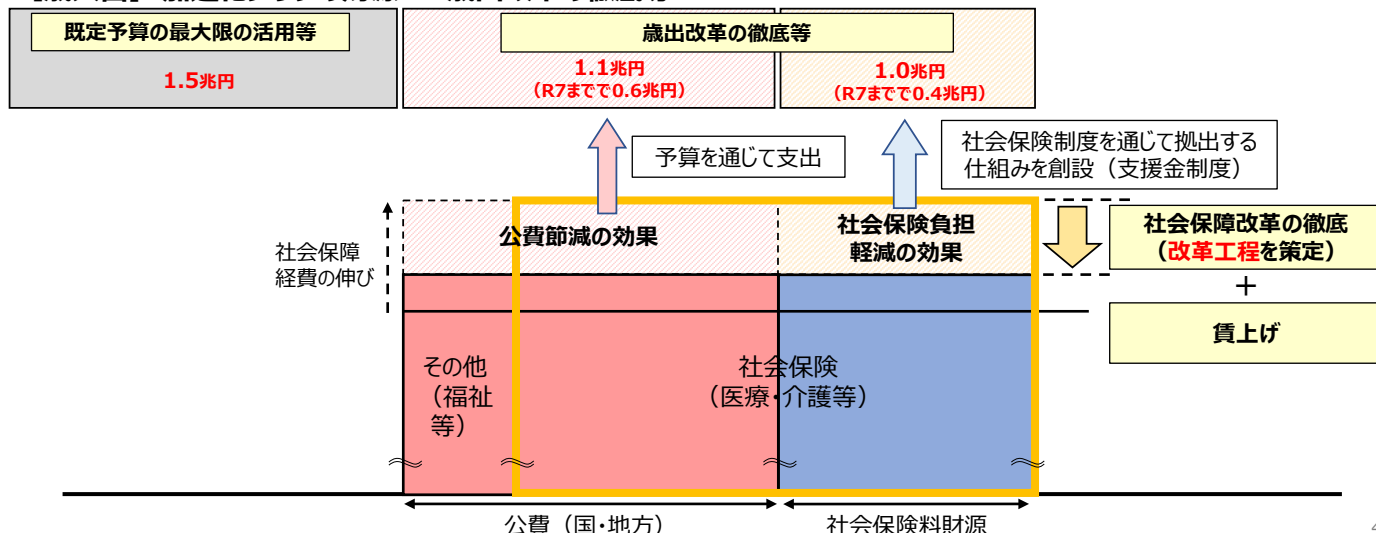 既定予算の最大限の活用等
1.5兆円
歳出改革の徹底等
1.1兆円
(R7までで0.6兆円)
1.0兆円
(R7までで0.4兆円)
予算を通じて支出
社会保険制度を通じて拠出する
仕組みを創設（支援金制度）
社会保障
経費の伸び
公費節減の効果
社会保険負担
軽減の効果
社会保障改革の徹底
（改革工程を策定）
＋
賃上げ
その他
（福祉
等）
社会保険
（医療・介護等）
公費（国・地方）
社会保険料財源